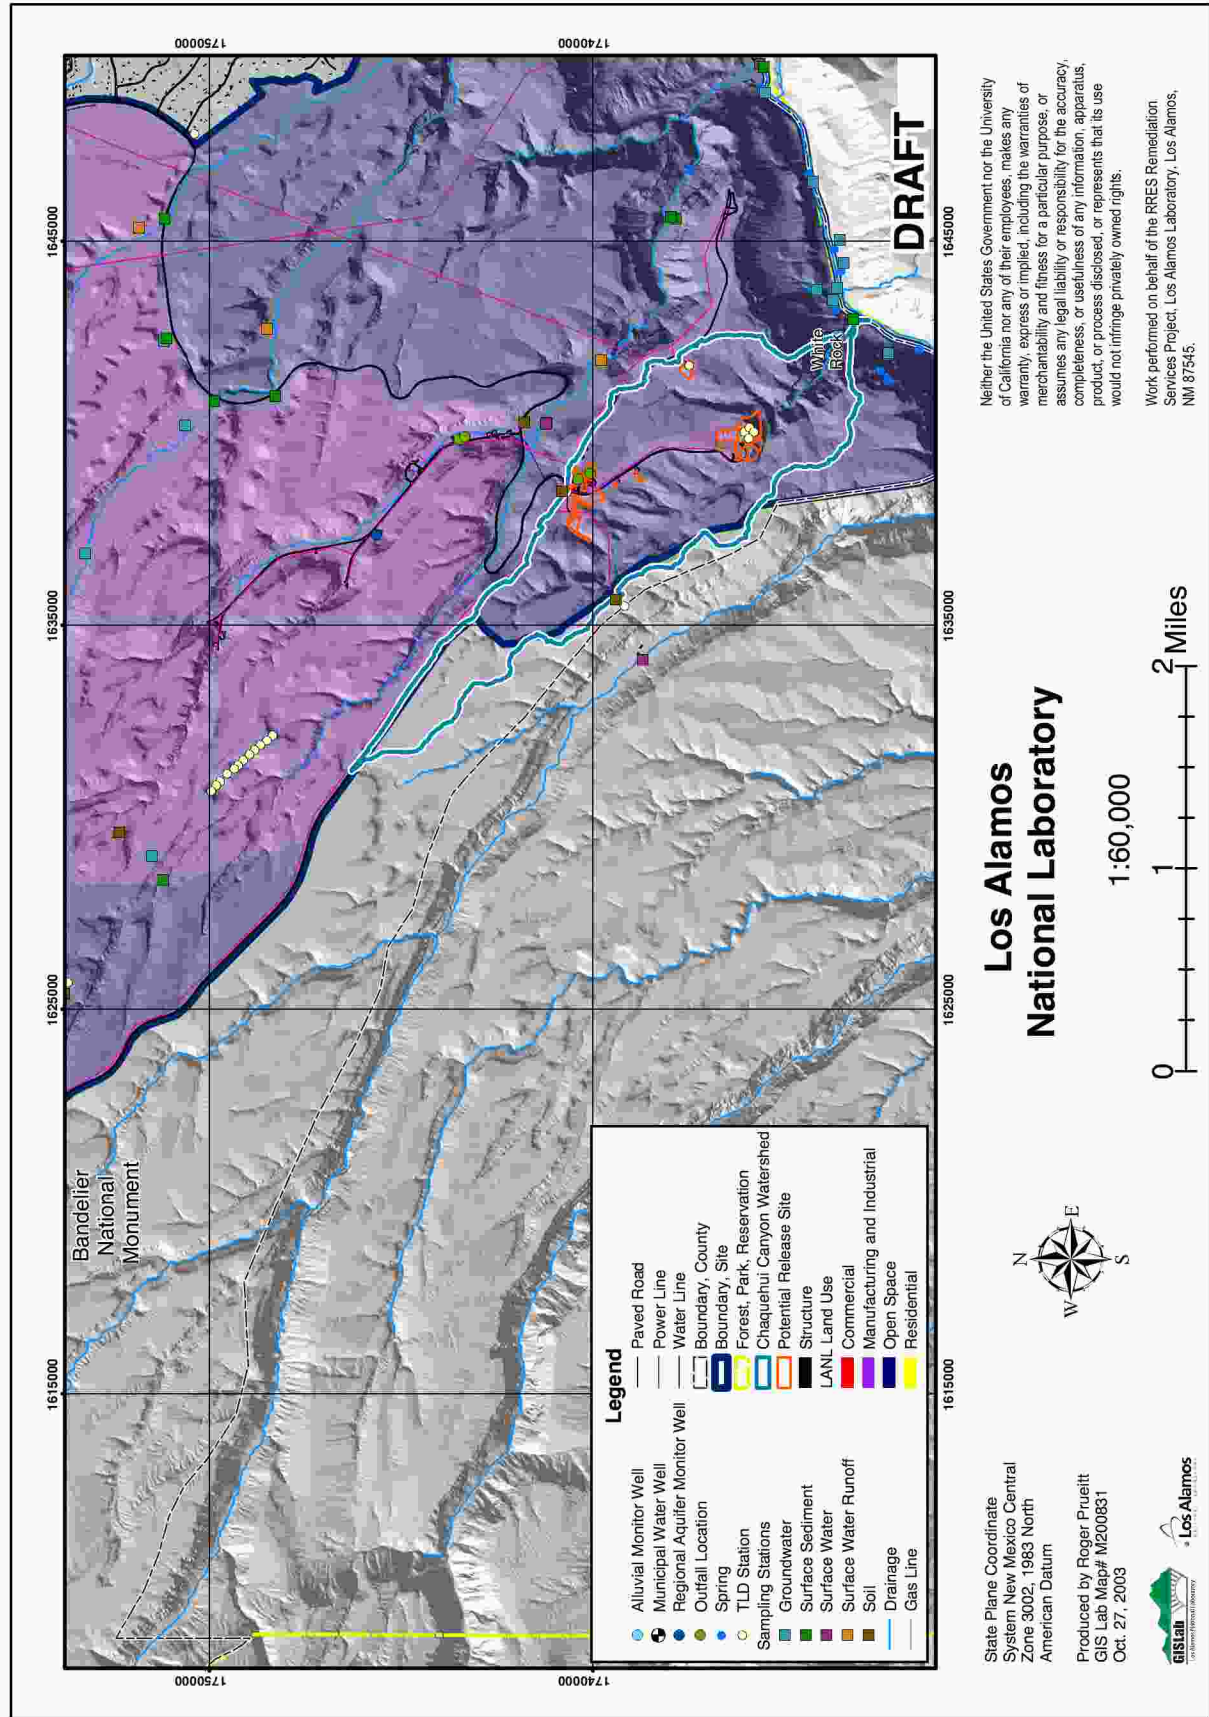 1615000
1625000
1635000
1645000
1750000
1750000
1740000
1740000
1615000
1625000
1635000
1645000
Bandelier
National
Monument
White
Rock
DRAFT
Legend
Alluvial Monitor Well
Municipal Water Well
Regional Aquifer Monitor Well
Outfall Location
Spring
TLD Station
Sampling Stations
Groundwater
Surface Sediment
Surface Water
Surface Water Runoff
Soil
Drainage
Gas Line
Paved Road
Power Line
Water Line
Boundary, County
Boundary, Site
Forest, Park, Reservation
Chaquehui Canyon Watershed
Potential Release Site
Structure
LANL Land Use
Commercial
Manufacturing and Industrial
Open Space
Residential
State Plane Coordinate
System New Mexico Central
Zone 3002, 1983 North
American Datum
Produced by Roger Prueitt
GIS Lab Map# M200831
Oct. 27, 2003
GISLab
Los Alamos
N
W
E
S
Los Alamos
National Laboratory
1:60,000
0
1
2
Miles
Neither the United States Government nor the University
of California nor any of their employees, makes any
warranty, express or implied, including the warranties of
merchantability and fitness for a particular purpose, or
assumes any legal liability or responsibility for the accuracy,
completeness, or usefulness of any information, apparatus,
product, or process disclosed, or represents that its use
would not infringe privately owned rights.
Work performed on behalf of the RRES Remediation
Services Project, Los Alamos Laboratory, Los Alamos,
NM 87545.